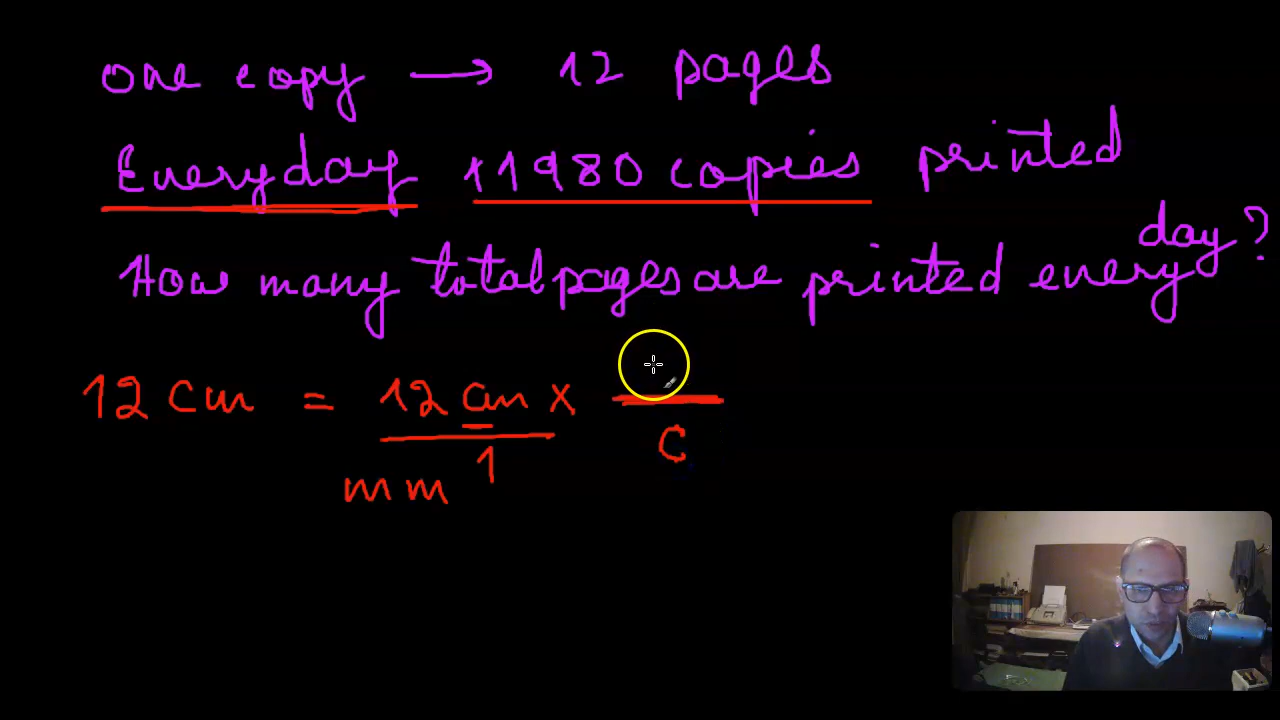 one copy → 12 pages
Everyday 11980 copies printed
How many total pages are printed every day?
12 cm = 12 cm x
1
c
mm